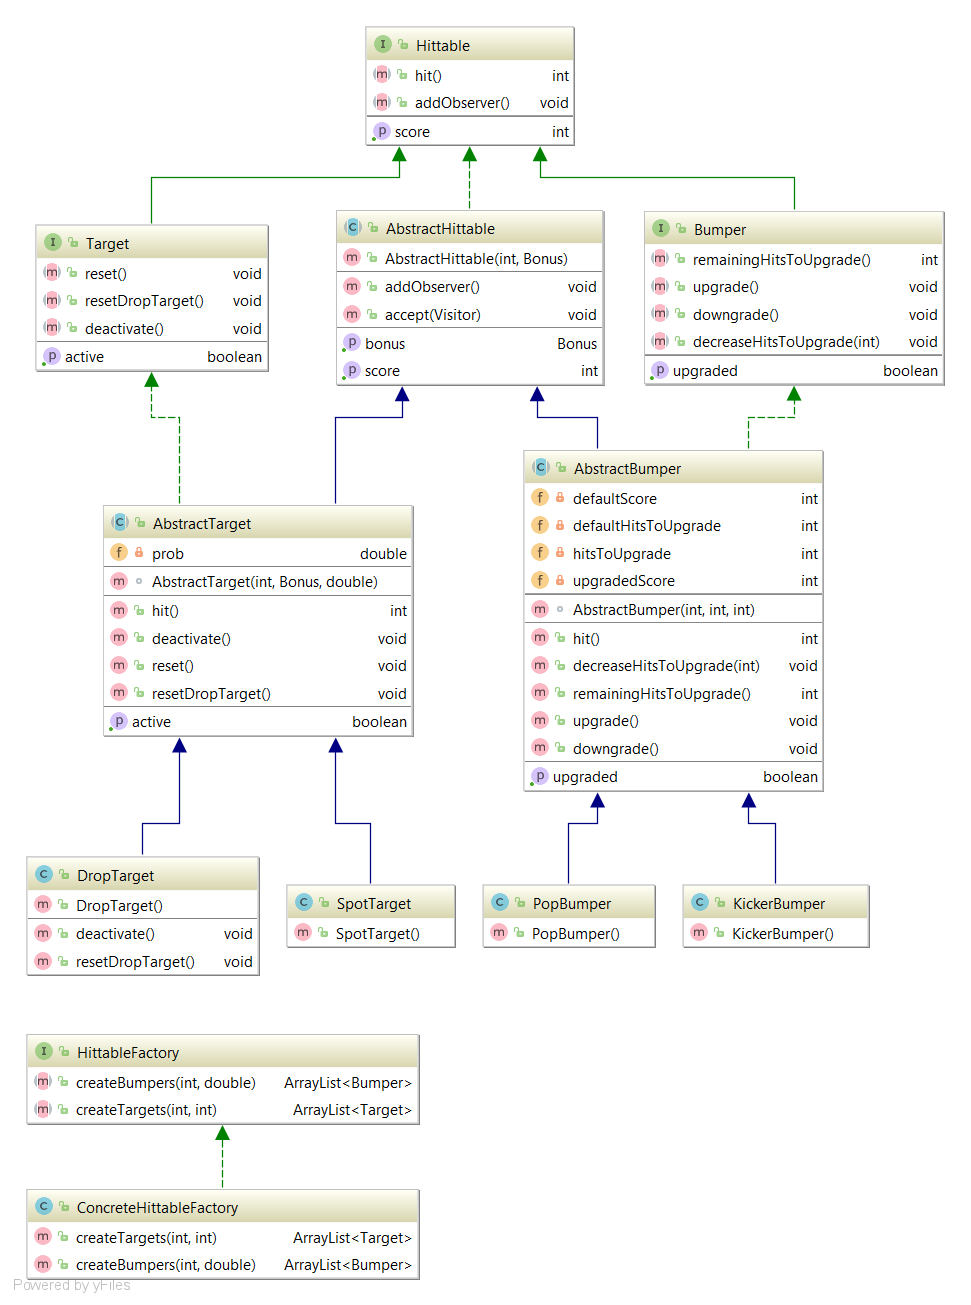 Hittable
hit() int
addObserver() void
score int
Target
reset() void
resetDropTarget() void
deactivate() void
active boolean
AbstractHittable
AbstractHittable(int, Bonus)
addObserver() void
accept(Visitor) void
bonus Bonus
score int
Bumper
remainingHitsToUpgrade() int
upgrade() void
downgrade() void
decreaseHitsToUpgrade(int) void
upgraded boolean
AbstractTarget
prob double
AbstractTarget(int, Bonus, double)
hit() int
deactivate() void
reset() void
resetDropTarget() void
active boolean
AbstractBumper
defaultScore int
defaultHitsToUpgrade int
hitsToUpgrade int
upgradedScore int
AbstractBumper(int, int, int)
hit() int
decreaseHitsToUpgrade(int) void
remainingHitsToUpgrade() int
upgrade() void
downgrade() void
upgraded boolean
DropTarget
DropTarget()
deactivate() void
resetDropTarget() void
SpotTarget
SpotTarget()
PopBumper
PopBumper()
KickerBumper
KickerBumper()
HittableFactory
createBumpers(int, double) ArrayList<Bumper>
createTargets(int, int) ArrayList<Target>
ConcreteHittableFactory
createTargets(int, int) ArrayList<Target>
createBumpers(int, double) ArrayList<Bumper>
Powered by yFiles